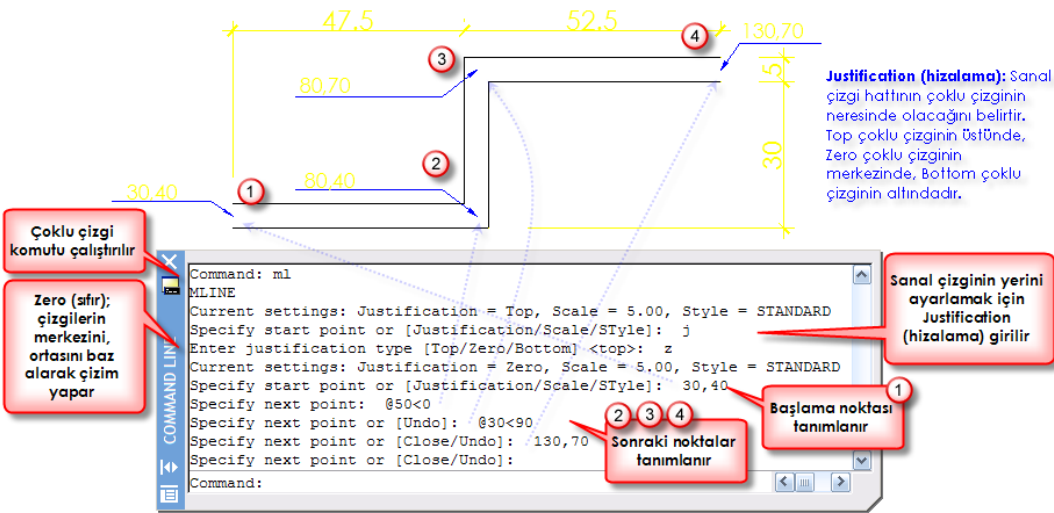 47,5
52,5
4
130,70
3
5
80,70
Justification (hizalama): Sanal
çizgi hattının çoklu çizginin
neresinde olacağını belirtir.
Top çoklu çizginin üstünde,
Zero çoklu çizginin
merkezinde, Bottom çoklu
çizginin altındadır.
30
2
80,40
30,40
1
Çoklu çizgi
komutu çalıştırılır
Zero (sıfır);
çizgilerin
merkezini,
ortasını baz
alarak çizim
yapar
COMMAND LINE
Command: ml
MLINE
Current settings: Justification = Top, Scale = 5.00, Style = STANDARD
Specify start point or [Justification/Scale/STyle]: j
Enter justification type [Top/Zero/Bottom] <top>: z
Current settings: Justification = Zero, Scale = 5.00, Style = STANDARD
Specify start point or [Justification/Scale/STyle]: 30,40
Specify next point: @50<0
Specify next point or [Undo]: @30<90
Specify next point or [Close/Undo]: 130,70
Specify next point or [Close/Undo]:
Command:
Sanal çizginin yerini
ayarlamak için
Justification
(hizalama) girilir
1
Başlama noktası
tanımlanır
2 3 4
Sonraki noktalar
tanımlanır